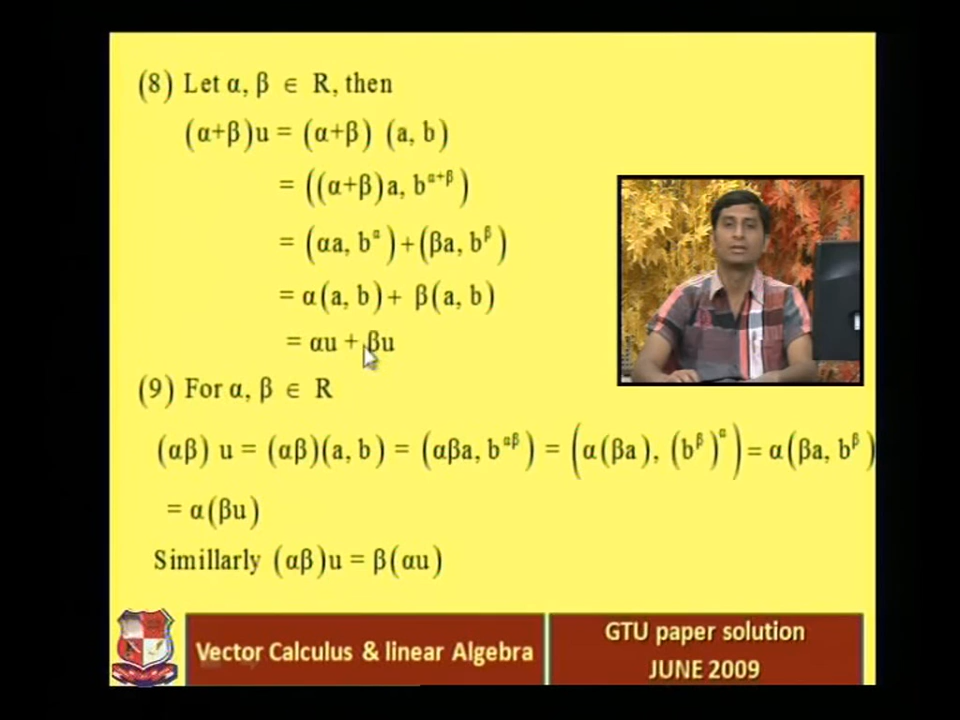 (8) Let α, β ∈ R, then
(α+β)u = (α+β) (a, b)
= ((α+β)a, b^(α+β))
= (αa, b^α)+(βa, b^β)
= α(a, b)+ β(a, b)
= αu + βu
(9) For α, β ∈ R
(αβ) u = (αβ)(a, b) = (αβa, b^(αβ)) = (α(βa), (b^β)^α) = α(βa, b^β)
= α(βu)
Simillarly (αβ)u = β(αu)
Vector Calculus & linear Algebra
GTU paper solution
JUNE 2009